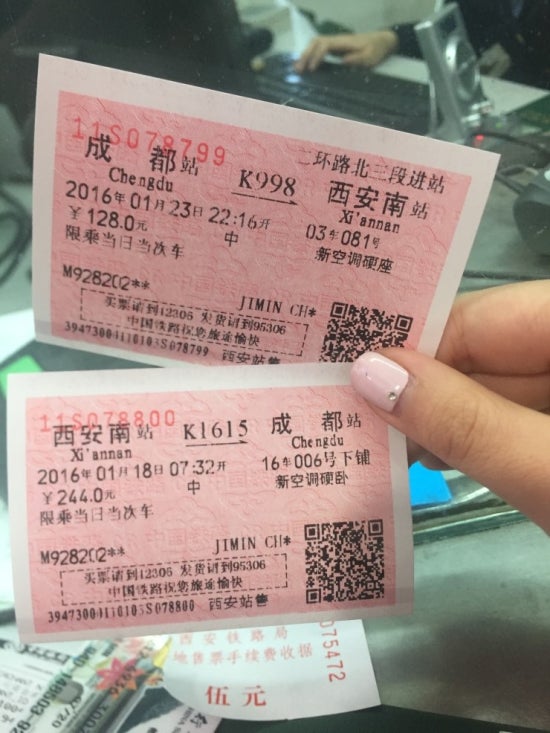 11S078799
二环路北三段进站
成 都 站 K998 西安南 站
Chengdu Xi'annan
2016年01月23日22:16开 03车081号
¥128.0元 中 新空调硬座
限乘当日当次车
M928202** JIMIN CH*
买票请到12306 发货请到95306
中国铁路祝您旅途愉快
39473004110103S078799 西安站售
11S078800
西安南 站 K1615 成 都 站
Xi'annan Chengdu
2016年01月18日07:32开 16车006号下铺
¥244.0元 中 新空调硬卧
限乘当日当次车
M928202** JIMIN CH*
买票请到12306 发货请到95306
中国铁路祝您旅途愉快
39473004110103S078800 西安站售
西安铁路局
地售票手续费收据
伍元
075472